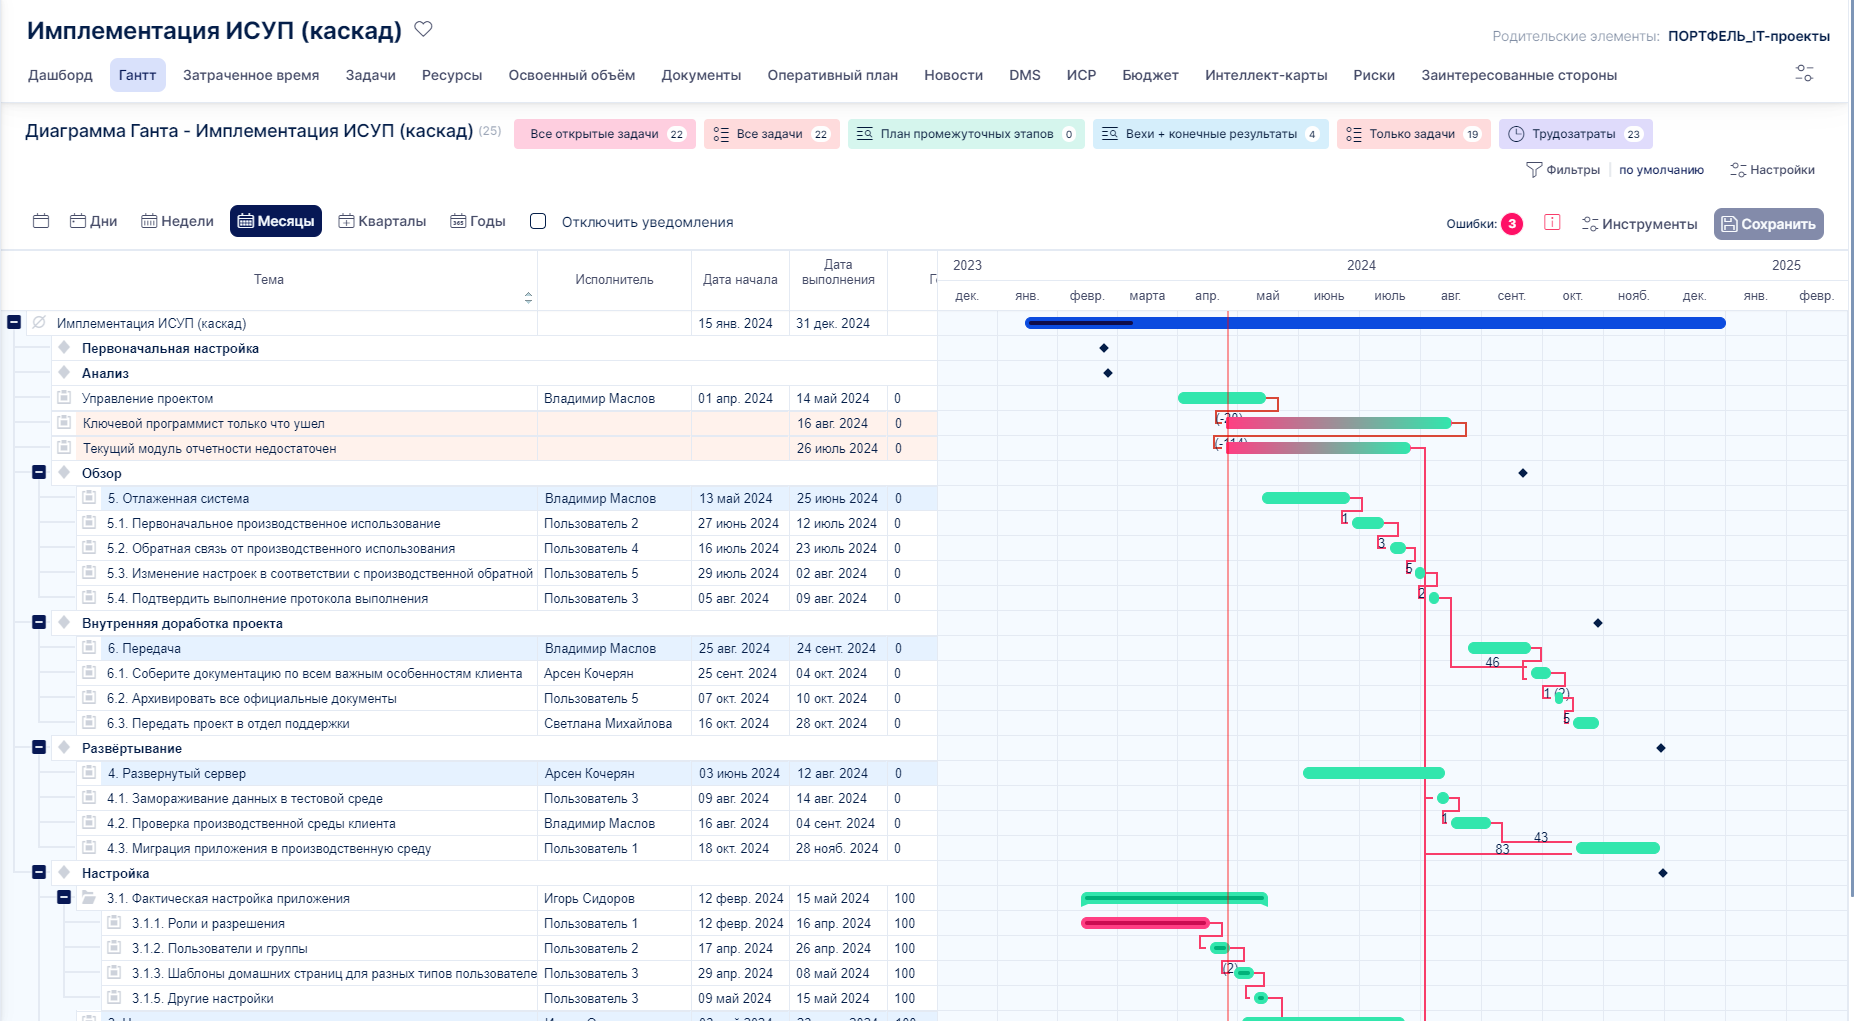 Имплементация ИСУП (каскад)
Родительские элементы: ПОРТФЕЛЬ_IT-проекты
Дашборд Гантт Затраченное время Задачи Ресурсы Освоенный объём Документы Оперативный план Новости DMS ИСР Бюджет Интеллект-карты Риски Заинтересованные стороны
Диаграмма Ганта - Имплементация ИСУП (каскад) (25) Все открытые задачи 22 Все задачи 22 План промежуточных этапов 0 Вехи + конечные результаты 4 Только задачи 19 Трудозатраты 23
Фильтры по умолчанию Настройки
Дни Недели Месяцы Кварталы 365 Годы Отключить уведомления Ошибки: 3 Инструменты Сохранить
Тема Исполнитель Дата начала Дата выполнения 2023 2024 2025
дек. янв. февр. марта апр. май июнь июль авг. сент. окт. нояб. дек. янв. февр.
Имплементация ИСУП (каскад) 15 янв. 2024 31 дек. 2024
Первоначальная настройка
Анализ
Управление проектом Владимир Маслов 01 апр. 2024 14 май 2024 0
Ключевой программист только что ушел 16 авг. 2024 0
Текущий модуль отчетности недостаточен 26 июль 2024 0
Обзор
5. Отлаженная система Владимир Маслов 13 май 2024 25 июнь 2024 0
5.1. Первоначальное производственное использование Пользователь 2 27 июнь 2024 12 июль 2024 0 1
5.2. Обратная связь от производственного использования Пользователь 4 16 июль 2024 23 июль 2024 0 3
5.3. Изменение настроек в соответствии с производственной обратной Пользователь 5 29 июль 2024 02 авг. 2024 0 5
5.4. Подтвердить выполнение протокола выполнения Пользователь 3 05 авг. 2024 09 авг. 2024 0 2
Внутренняя доработка проекта
6. Передача Владимир Маслов 25 авг. 2024 24 сент. 2024 0
6.1. Соберите документацию по всем важным особенностям клиента Арсен Кочерян 25 сент. 2024 04 окт. 2024 0 46
6.2. Архивировать все официальные документы Пользователь 5 07 окт. 2024 10 окт. 2024 0 1 (2)
6.3. Передать проект в отдел поддержки Светлана Михайлова 16 окт. 2024 28 окт. 2024 0 5
Развёртывание
4. Развернутый сервер Арсен Кочерян 03 июнь 2024 12 авг. 2024 0
4.1. Замораживание данных в тестовой среде Пользователь 3 09 авг. 2024 14 авг. 2024 0
4.2. Проверка производственной среды клиента Владимир Маслов 16 авг. 2024 04 сент. 2024 0 1
43
4.3. Миграция приложения в производственную среду Пользователь 1 18 окт. 2024 28 нояб. 2024 0 83
Настройка
3.1. Фактическая настройка приложения Игорь Сидоров 12 февр. 2024 15 май 2024 100
3.1.1. Роли и разрешения Пользователь 1 12 февр. 2024 16 апр. 2024 100
3.1.2. Пользователи и группы Пользователь 2 17 апр. 2024 26 апр. 2024 100
3.1.3. Шаблоны домашних страниц для разных типов пользователе Пользователь 3 29 апр. 2024 08 май 2024 100 (2)
3.1.5. Другие настройки Пользователь 3 09 май 2024 15 май 2024 100